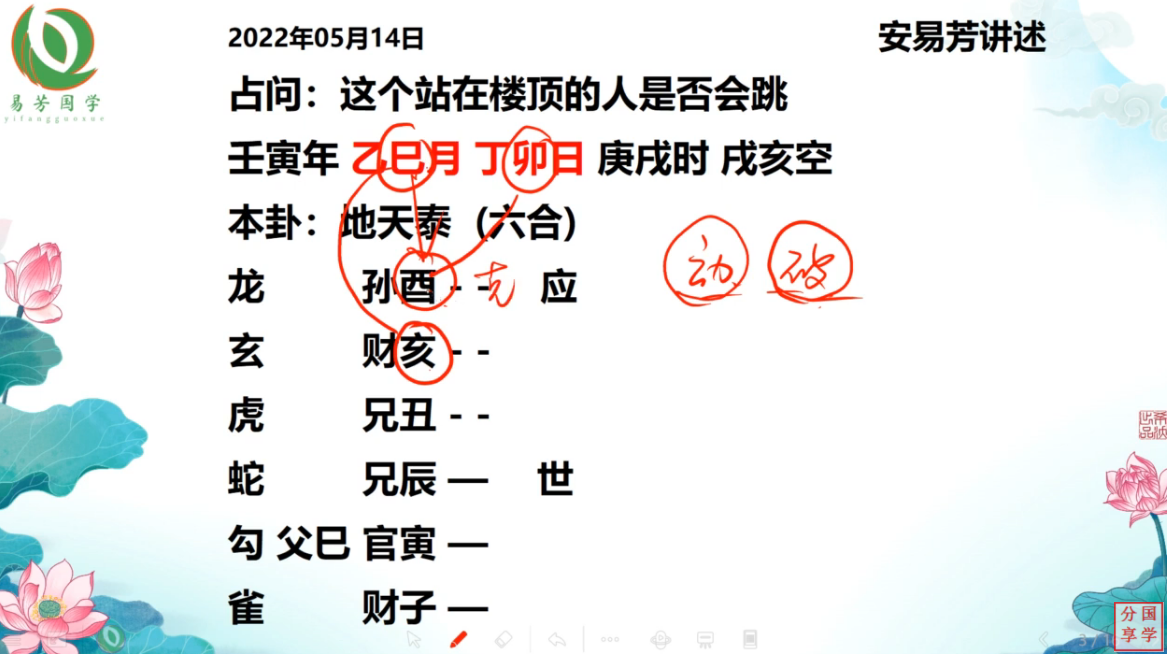 易芳国学
yifangguoxue
2022年05月14日
安易芳讲述
占问：这个站在楼顶的人是否会跳
壬寅年 乙巳月 丁卯日 庚戌时 戌亥空
本卦：地天泰（六合）
动 破
龙 孙酉 - - 克 应
玄 财亥 - -
虎 兄丑 - -
蛇 兄辰 — 世
勾 父巳 官寅 —
雀 财子 —
国学
分享